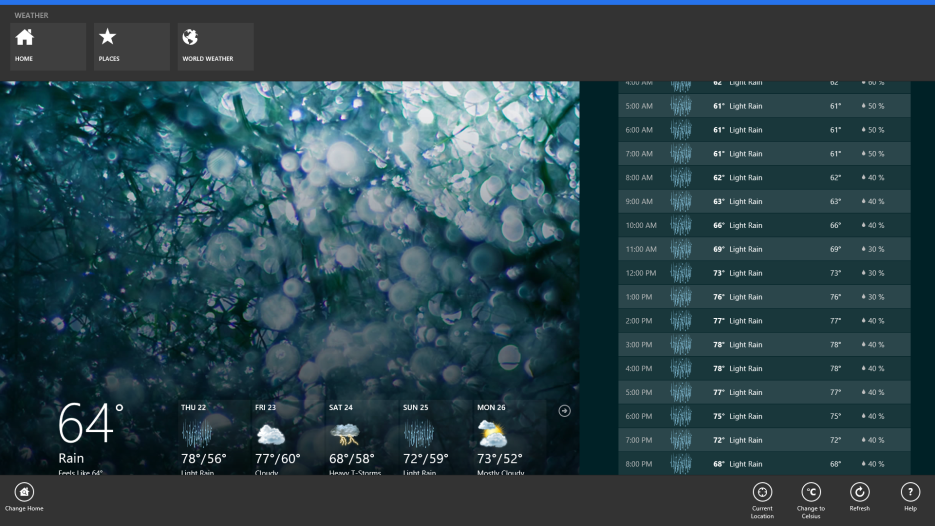 WEATHER
HOME
PLACES
WORLD WEATHER
64°
Rain
Feels Like 64°
THU 22
78°/56°
Light Rain
FRI 23
77°/60°
Cloudy
SAT 24
68°/58°
Heavy T-Storms
SUN 25
72°/59°
Light Rain
MON 26
73°/52°
Mostly Cloudy
4:00 AM 62° Light Rain 62° 60 %
5:00 AM 61° Light Rain 61° 50 %
6:00 AM 61° Light Rain 61° 50 %
7:00 AM 61° Light Rain 61° 50 %
8:00 AM 62° Light Rain 62° 40 %
9:00 AM 63° Light Rain 63° 40 %
10:00 AM 66° Light Rain 66° 40 %
11:00 AM 69° Light Rain 69° 30 %
12:00 PM 73° Light Rain 73° 30 %
1:00 PM 76° Light Rain 76° 30 %
2:00 PM 77° Light Rain 77° 40 %
3:00 PM 78° Light Rain 78° 40 %
4:00 PM 78° Light Rain 78° 40 %
5:00 PM 77° Light Rain 77° 40 %
6:00 PM 75° Light Rain 75° 40 %
7:00 PM 72° Light Rain 72° 40 %
8:00 PM 68° Light Rain 68° 40 %
Change Home
Current
Location
°C
Change to
Celsius
Refresh
?
Help